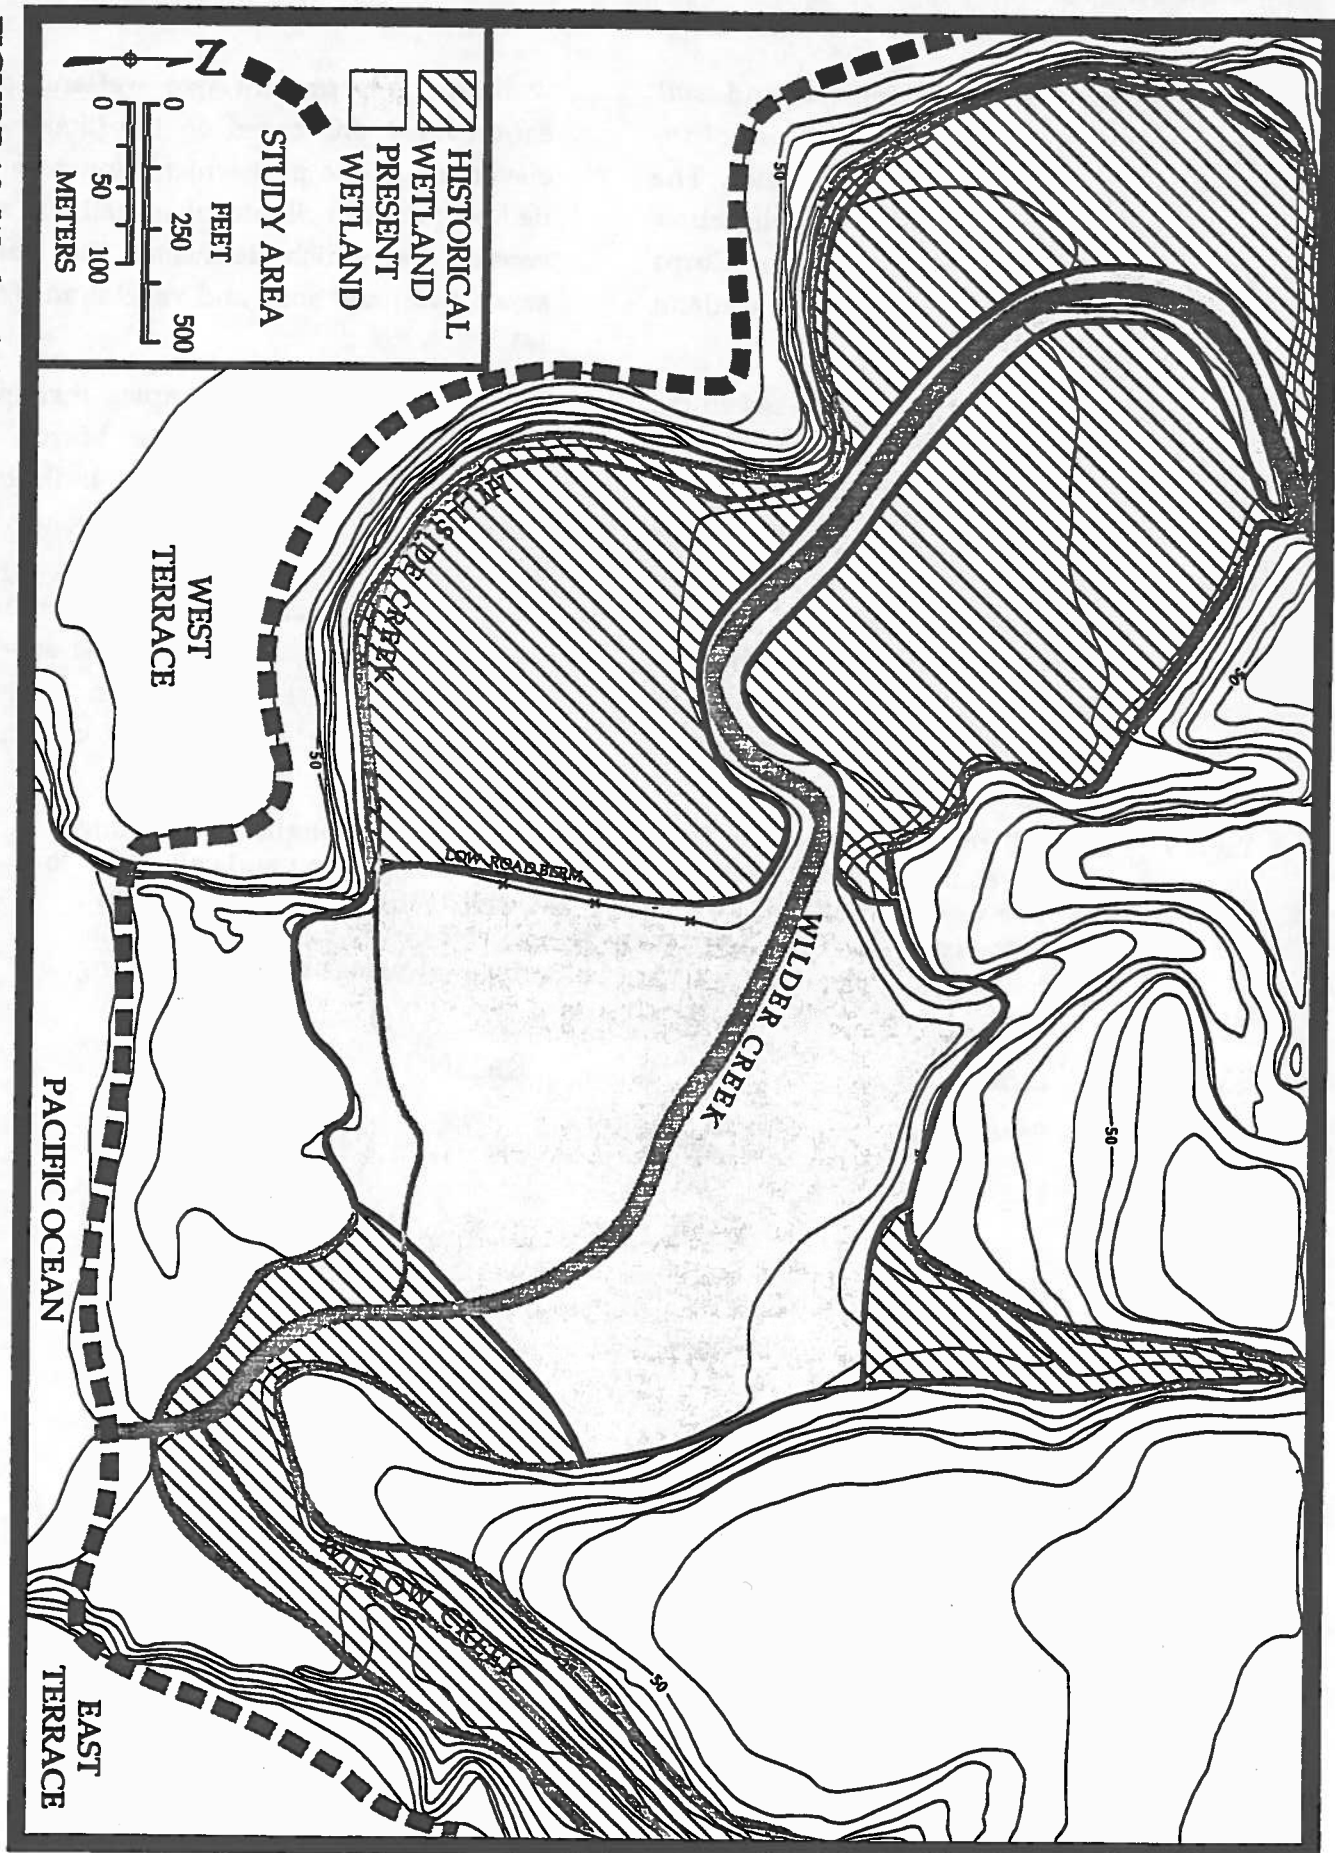 HISTORICAL
WETLAND
PRESENT
WETLAND
STUDY AREA
N
0 250 500
FEET
0 50 100
METERS
50
50
50
50
50
HILLSIDE CREEK
WEST
TERRACE
LOW ROAD BERM
WILDER CREEK
PACIFIC OCEAN
WILLOW CREEK
EAST
TERRACE